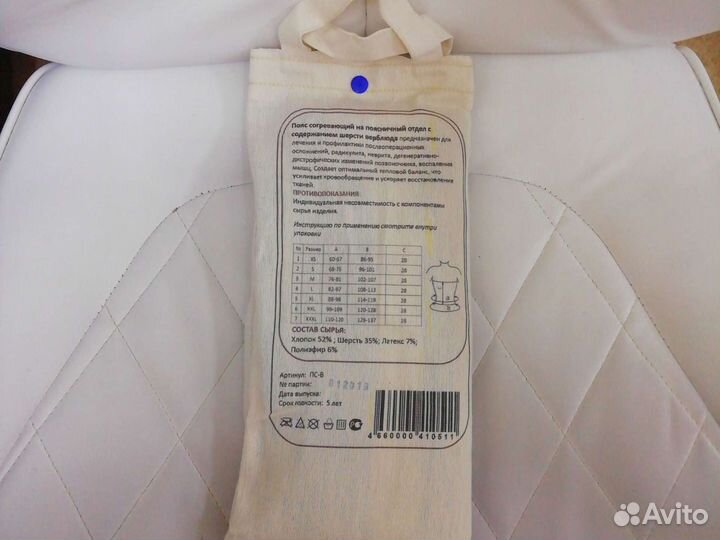 Пояс согревающий на поясничный отдел с
содержанием шерсти верблюда предназначен для
лечения и профилактики послеоперационных
осложнений, радикулита, неврита, дегенеративно-
дистрофических изменений позвоночника, воспаления
мышц. Создает оптимальный тепловой баланс, что
усиливает кровообращение и ускоряет восстановление
тканей.
ПРОТИВОПОКАЗАНИЯ:
Индивидуальная несовместимость с компонентами
сырья изделия.
Инструкцию по применению смотрите внутри
упаковки
№ Размер A B C
1 XS 60-67 86-95 28
2 S 68-75 96-101 28
3 M 76-81 102-107 28
4 L 82-87 108-113 28
5 XL 88-98 114-119 28
6 XXL 99-109 120-128 28
7 XXXL 110-120 129-137 28
СОСТАВ СЫРЬЯ:
Хлопок 52% ; Шерсть 35%; Латекс 7%;
Полиэфир 6%
Артикул: ПС-В
№ партии: 012019
Дата выпуска:
Срок годности: 5 лет
4 660000 410511
Avito